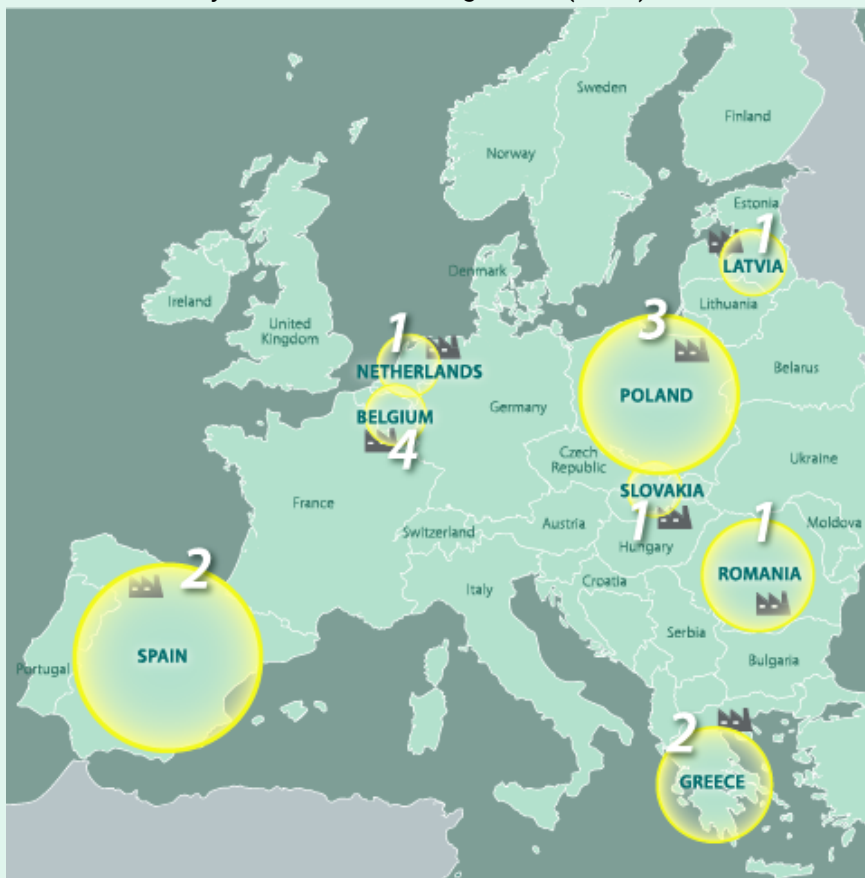 Sweden
Finland
Norway
Estonia
1
LATVIA
Denmark
Lithuania
Ireland
United
Kingdom
1
NETHERLANDS
3
POLAND
Belarus
BELGIUM
4
Germany
Czech
Republic
Ukraine
SLOVAKIA
1
France
Switzerland
Austria
Hungary
Moldova
1
ROMANIA
2
SPAIN
Italy
Croatia
Serbia
Portugal
Bulgaria
2
GREECE